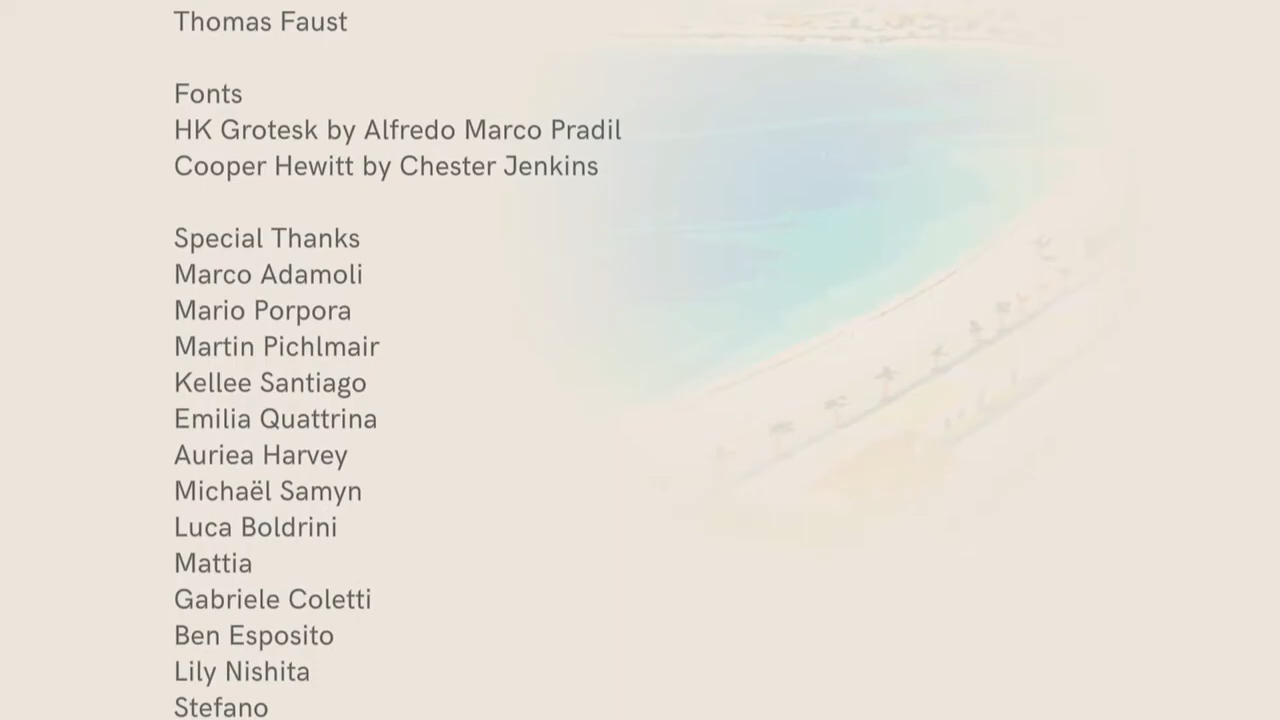 Thomas Faust
Fonts
HK Grotesk by Alfredo Marco Pradil
Cooper Hewitt by Chester Jenkins
Special Thanks
Marco Adamoli
Mario Porpora
Martin Pichlmair
Kellee Santiago
Emilia Quattrina
Auriea Harvey
Michaël Samyn
Luca Boldrini
Mattia
Gabriele Coletti
Ben Esposito
Lily Nishita
Stefano